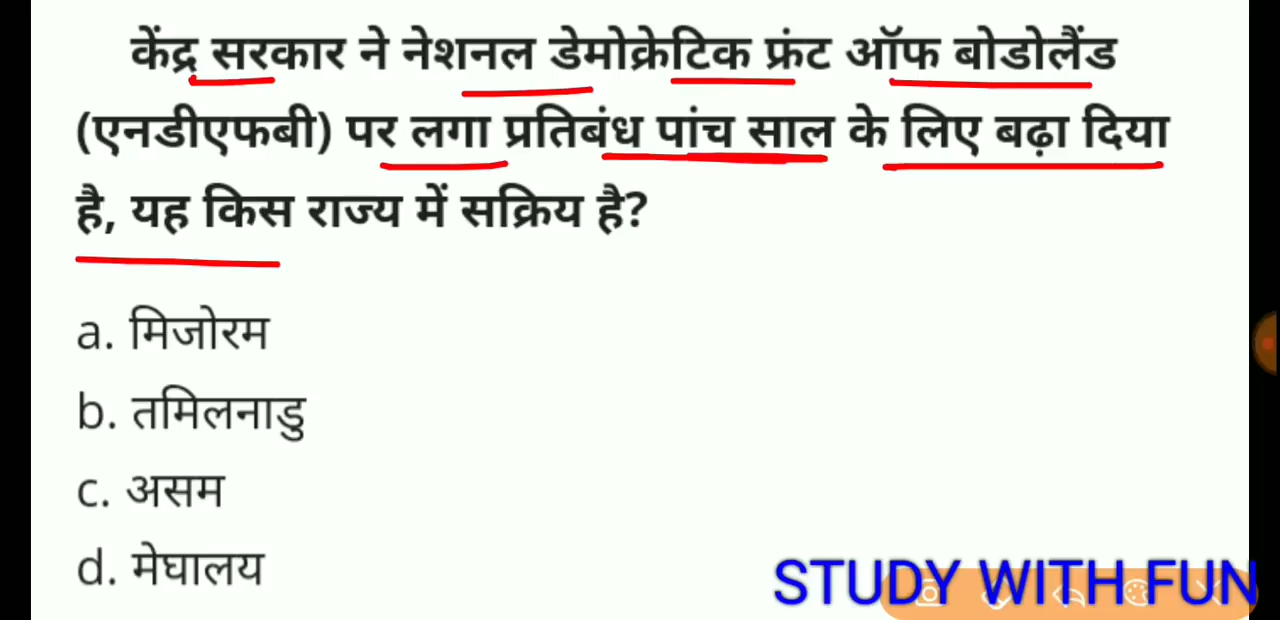 केंद्र सरकार ने नेशनल डेमोक्रेटिक फ्रंट ऑफ बोडोलैंड
(एनडीएफबी) पर लगा प्रतिबंध पांच साल के लिए बढ़ा दिया
है, यह किस राज्य में सक्रिय है?
a. मिजोरम
b. तमिलनाडु
c. असम
d. मेघालय
STUDY WITH FUN